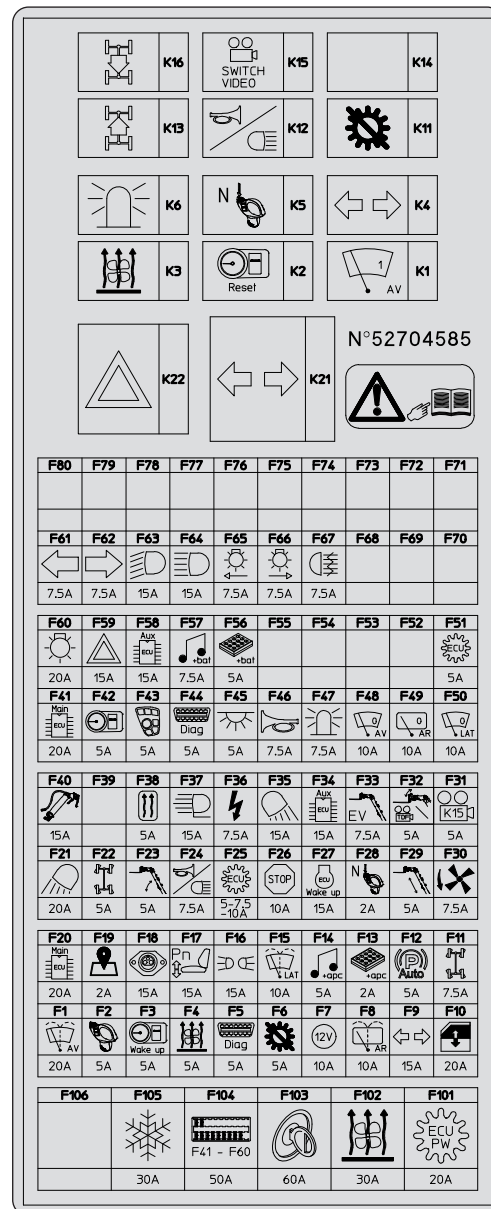 K16 SWITCH VIDEO K15 K14
K13 K12 K11
K6 N K5 K4
K3 Reset K2 1 AV K1
N°52704585
K22 K21
F80 F79 F78 F77 F76 F75 F74 F73 F72 F71
F61 F62 F63 F64 F65 F66 F67 F68 F69 F70
7.5A 7.5A 15A 15A 7.5A 7.5A 7.5A
F60 F59 F58 F57 F56 F55 F54 F53 F52 F51
Aux ECU +bat +bat ECU
20A 15A 15A 7.5A 5A 5A
F41 F42 F43 F44 F45 F46 F47 F48 F49 F50
Main ECU Diag 0 AV 0 AR 0 LAT
20A 5A 5A 5A 5A 7.5A 7.5A 10A 10A 10A
F40 F39 F38 F37 F36 F35 F34 F33 F32 F31
Aux ECU EV K15
15A 5A 15A 7.5A 15A 15A 7.5A 5A 5A
F21 F22 F23 F24 F25 F26 F27 F28 F29 F30
ECU STOP ECU Wake up N
20A 5A 5A 7.5A 5-7.5-10A 10A 15A 2A 5A 7.5A
F20 F19 F18 F17 F16 F15 F14 F13 F12 F11
Main ECU Pn LAT +apc +apc P Auto
20A 2A 15A 15A 15A 10A 5A 2A 5A 7.5A
F1 F2 F3 F4 F5 F6 F7 F8 F9 F10
AV Wake up Diag 12V AR
20A 5A 5A 5A 5A 5A 10A 10A 15A 20A
F106 F105 F104 F103 F102 F101
F41 - F60 ECU PW
30A 50A 60A 30A 20A